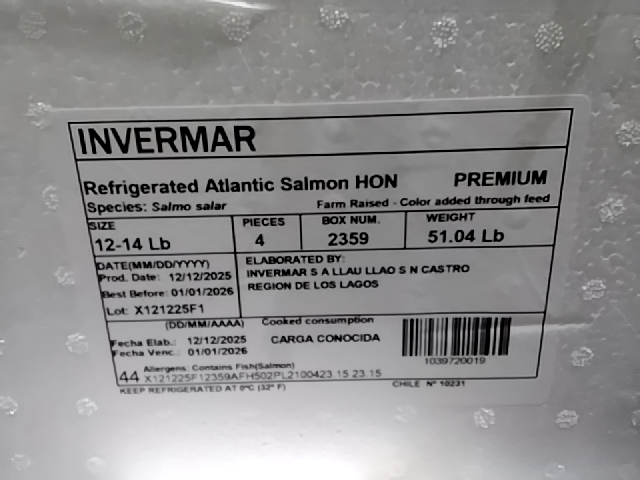 INVERMAR
Refrigerated Atlantic Salmon HON PREMIUM
Species: Salmo salar Farm Raised - Color added through feed
SIZE PIECES BOX NUM. WEIGHT
12-14 Lb 4 2359 51.04 Lb
DATE(MM/DD/YYYY)
Prod. Date: 12/12/2025
Best Before: 01/01/2026
Lot: X121225F1
ELABORATED BY:
INVERMAR S A LLAU LLAO S N CASTRO
REGION DE LOS LAGOS
(DD/MM/AAAA) Cooked consumption
Fecha Elab.: 12/12/2025 CARGA CONOCIDA
Fecha Venc.: 01/01/2026
1039720019
Allergens: Contains Fish(Salmon)
44 X121225F12359AFH502PL2100423.15 23.15
KEEP REFRIGERATED AT 0°C (32° F) CHILE Nº 10231